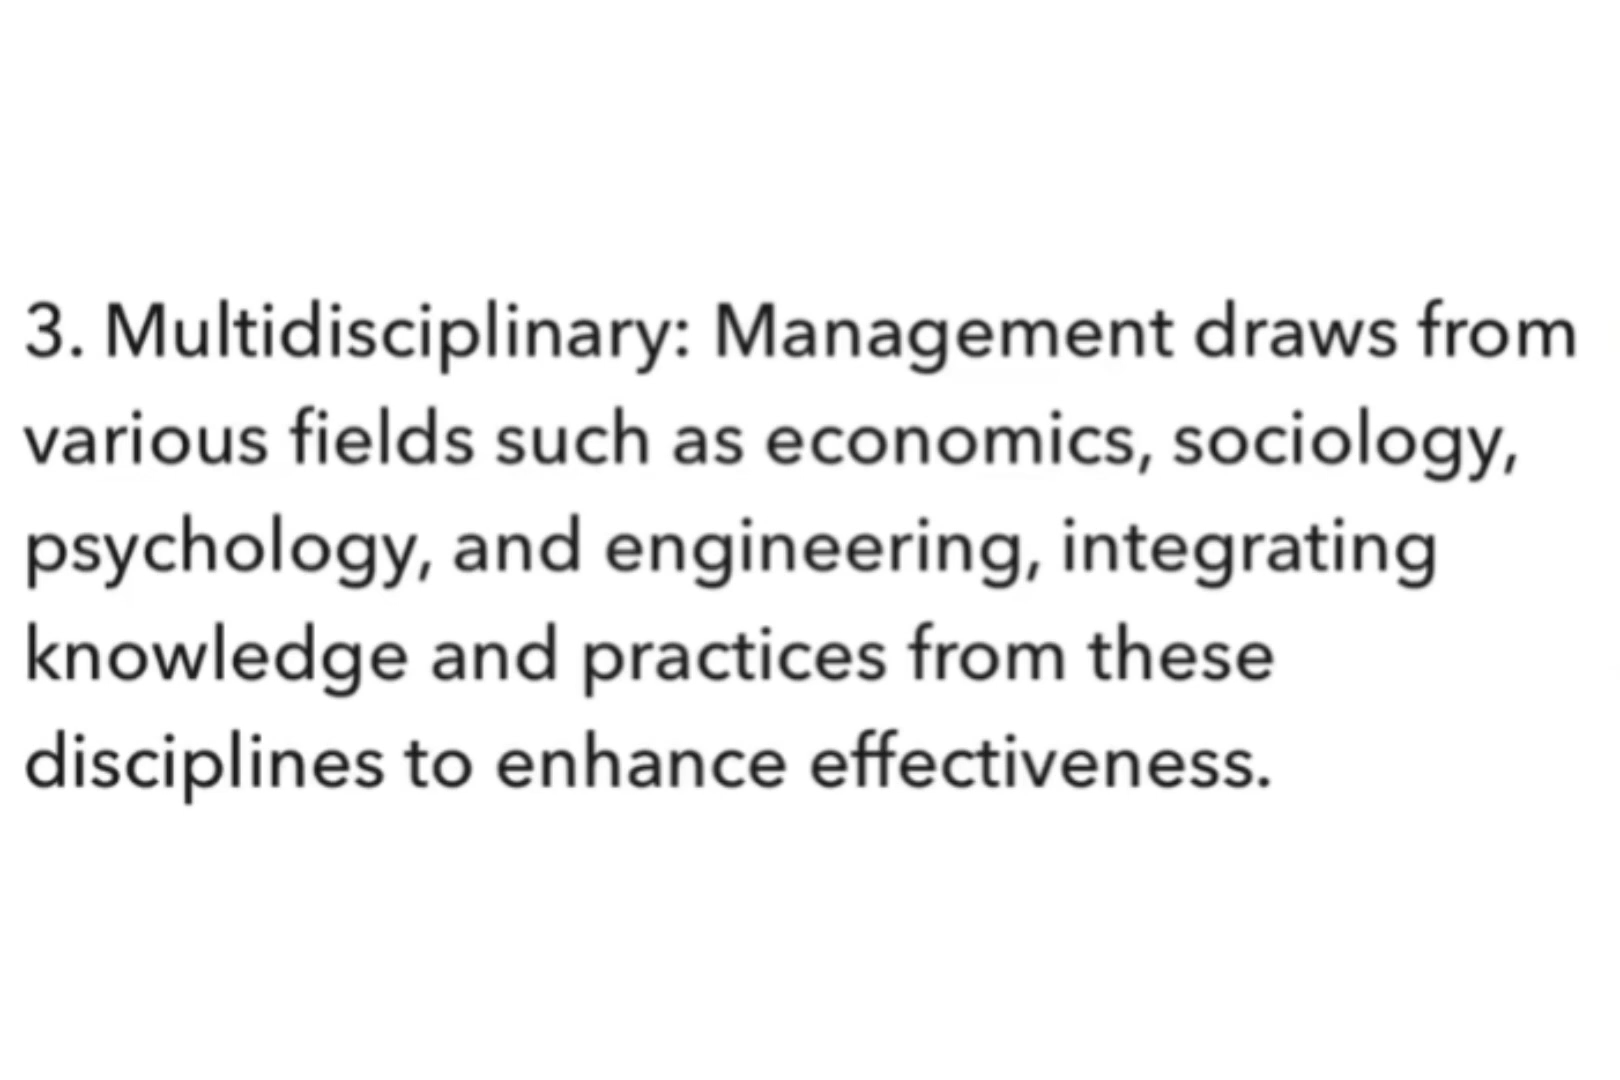 3. Multidisciplinary: Management draws from
various fields such as economics, sociology,
psychology, and engineering, integrating
knowledge and practices from these
disciplines to enhance effectiveness.